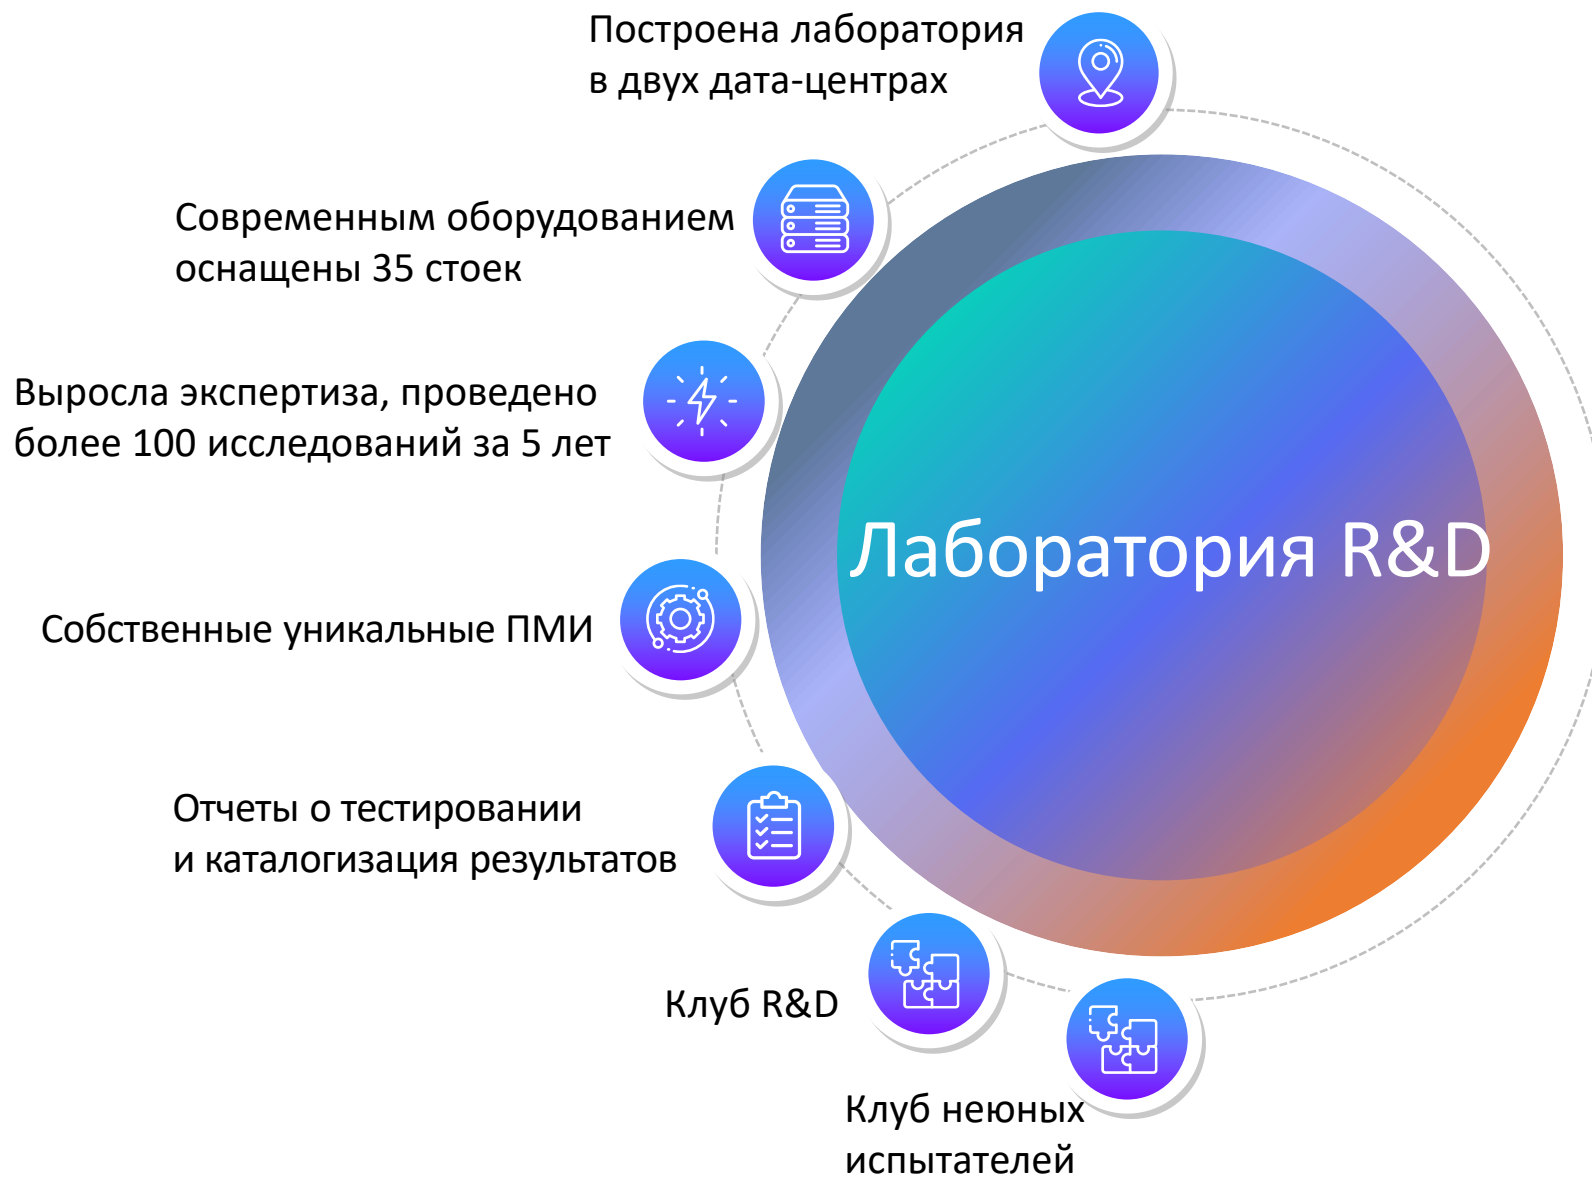 Построена лаборатория
в двух дата-центрах
Современным оборудованием
оснащены 35 стоек
Выросла экспертиза, проведено
более 100 исследований за 5 лет
Лаборатория R&D
Собственные уникальные ПМИ
Отчеты о тестировании
и каталогизация результатов
Клуб R&D
Клуб неюных
испытателей